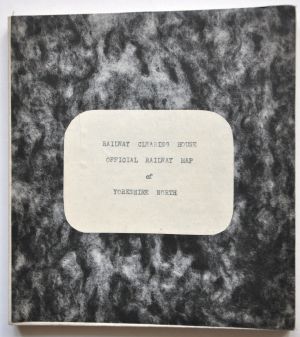 RAILWAY CLEARING HOUSE
OFFICIAL RAILWAY MAP
of
YORKSHIRE NORTH